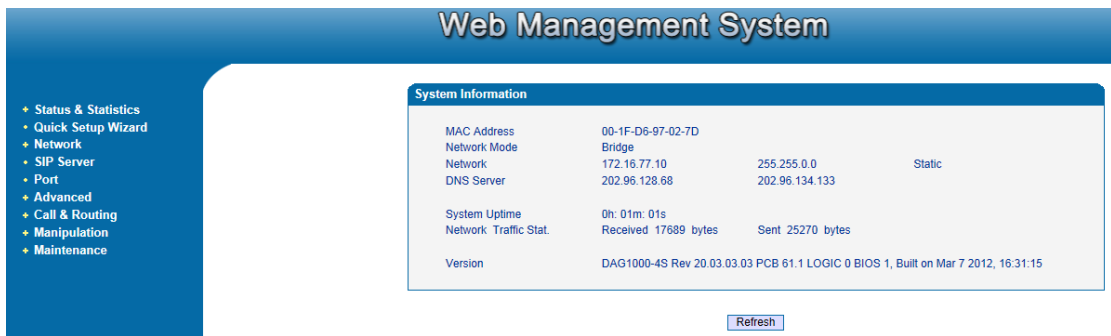 Web Management System
Status & Statistics
Quick Setup Wizard
Network
SIP Server
Port
Advanced
Call & Routing
Manipulation
Maintenance
System Information
MAC Address 00-1F-D6-97-02-7D
Network Mode Bridge
Network 172.16.77.10 255.255.0.0 Static
DNS Server 202.96.128.68 202.96.134.133
System Uptime 0h: 01m: 01s
Network Traffic Stat. Received 17689 bytes Sent 25270 bytes
Version DAG1000-4S Rev 20.03.03.03 PCB 61.1 LOGIC 0 BIOS 1, Built on Mar 7 2012, 16:31:15
Refresh